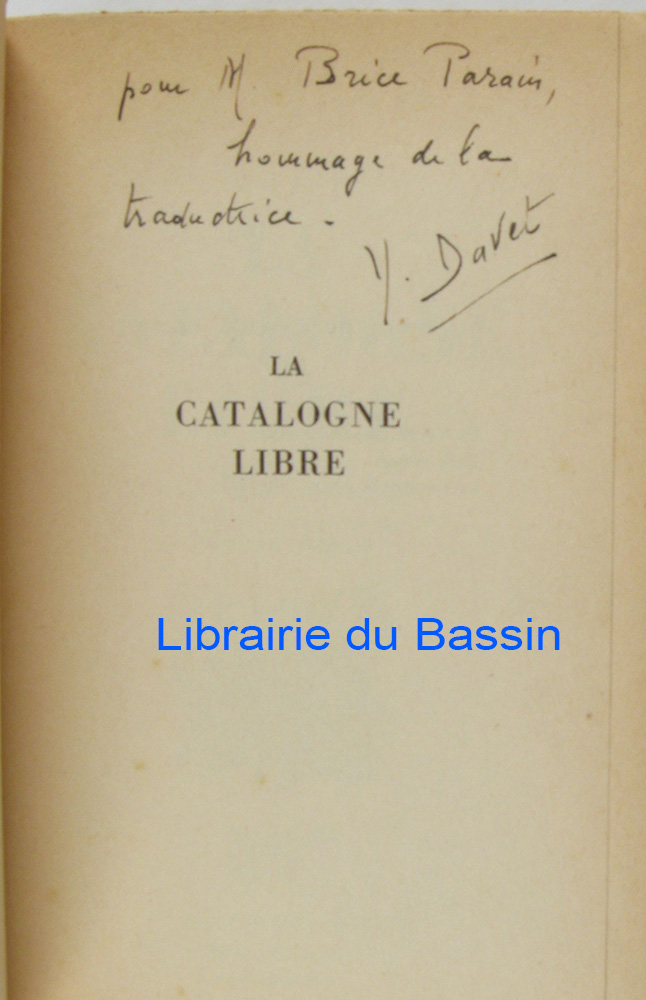 pour M. Brice Parain,
hommage de la
traductrice.
Y. Davet
LA
CATALOGNE
LIBRE
Librairie du Bassin